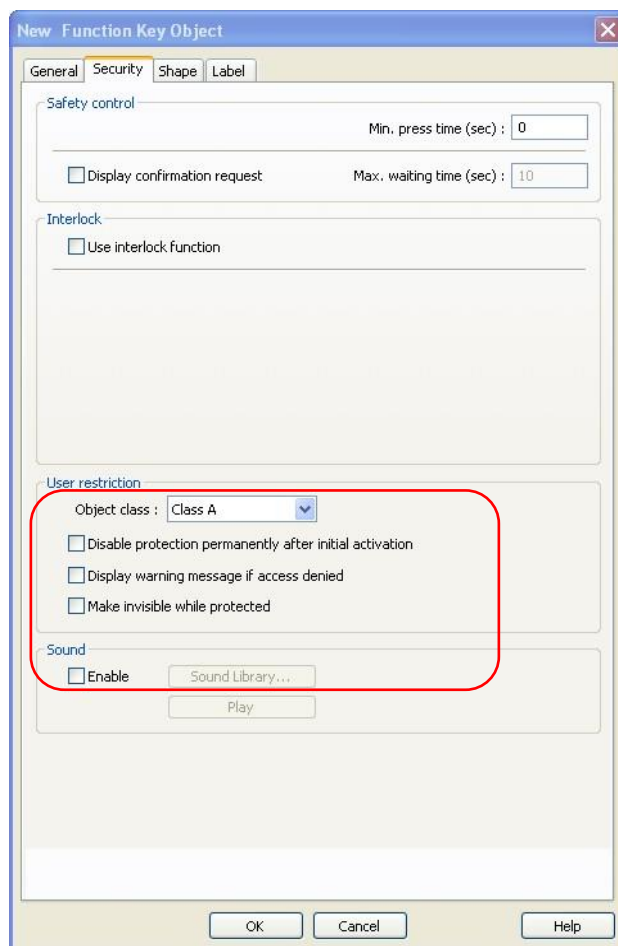 New Function Key Object
General Security Shape Label
Safety control
Min. press time (sec) : 0
Display confirmation request Max. waiting time (sec) : 10
Interlock
Use interlock function
User restriction
Object class : Class A
Disable protection permanently after initial activation
Display warning message if access denied
Make invisible while protected
Sound
Enable Sound Library...
Play
OK Cancel Help